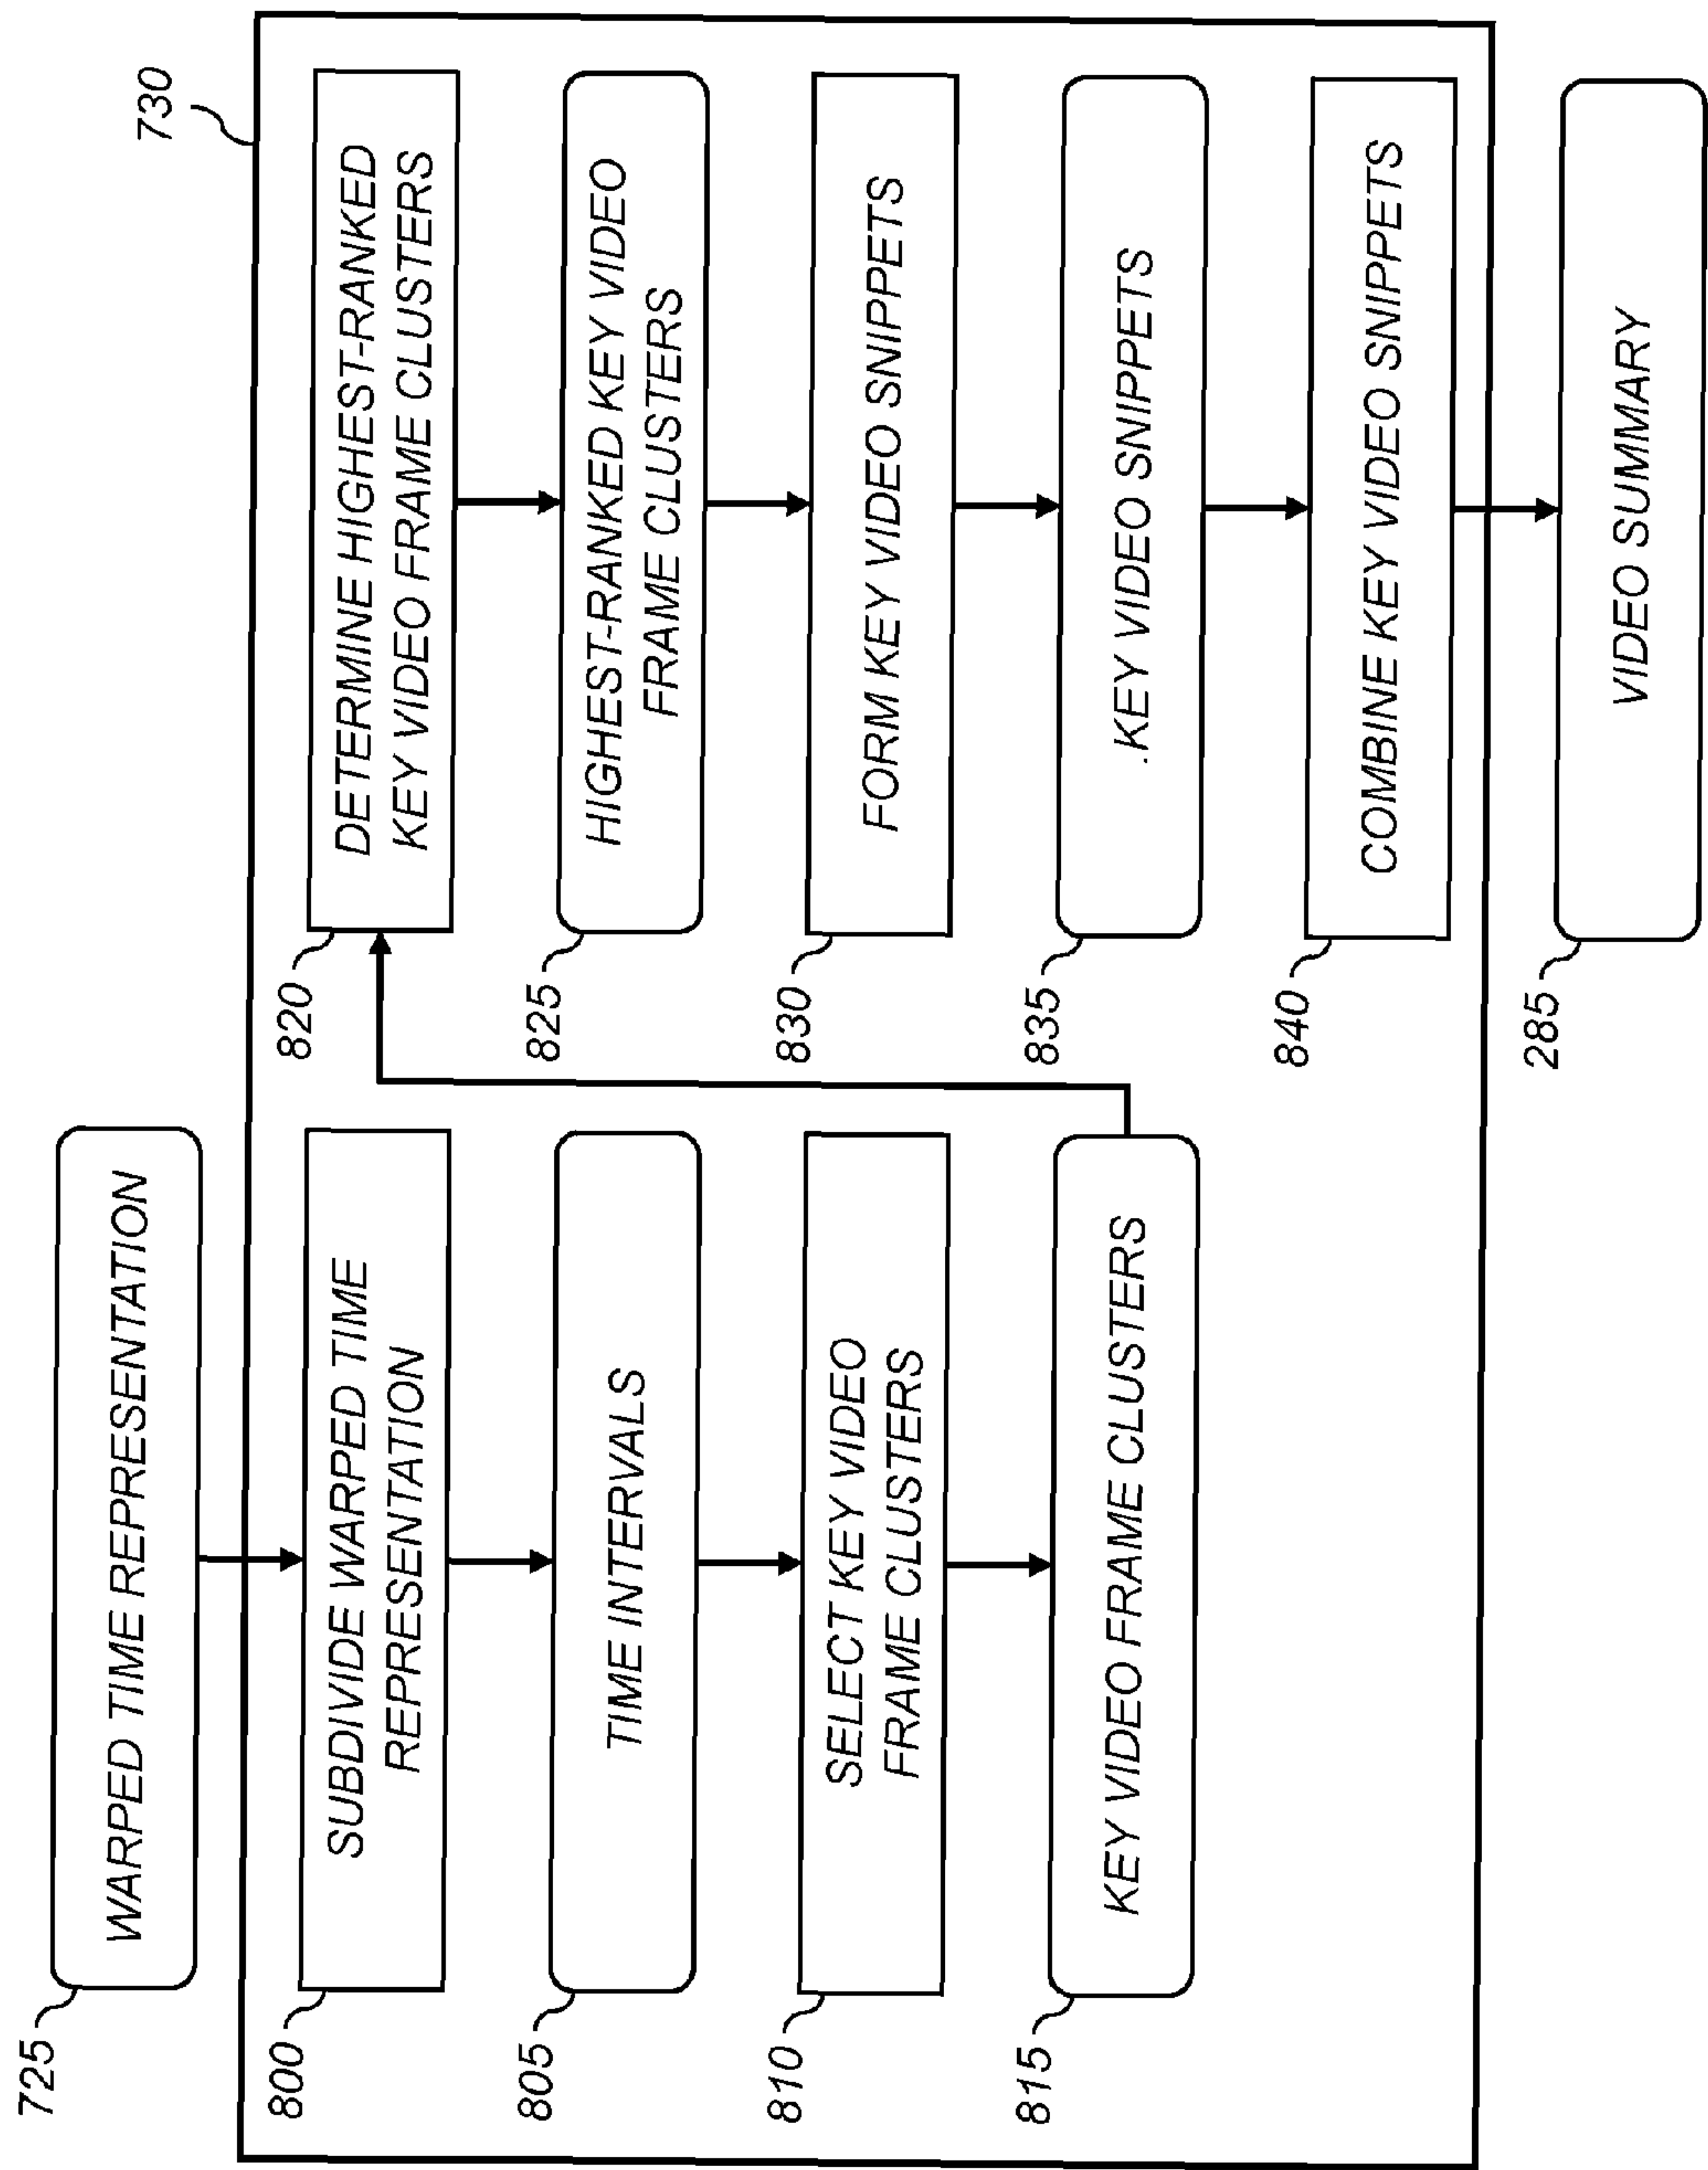 725
WARPED TIME REPRESENTATION
730
800
SUBDIVIDE WARPED TIME
REPRESENTATION
805
TIME INTERVALS
810
SELECT KEY VIDEO
FRAME CLUSTERS
815
KEY VIDEO FRAME CLUSTERS
820
DETERMINE HIGHEST-RANKED
KEY VIDEO FRAME CLUSTERS
825
HIGHEST-RANKED KEY VIDEO
FRAME CLUSTERS
830
FORM KEY VIDEO SNIPPETS
835
.KEY VIDEO SNIPPETS
840
COMBINE KEY VIDEO SNIPPETS
285
VIDEO SUMMARY